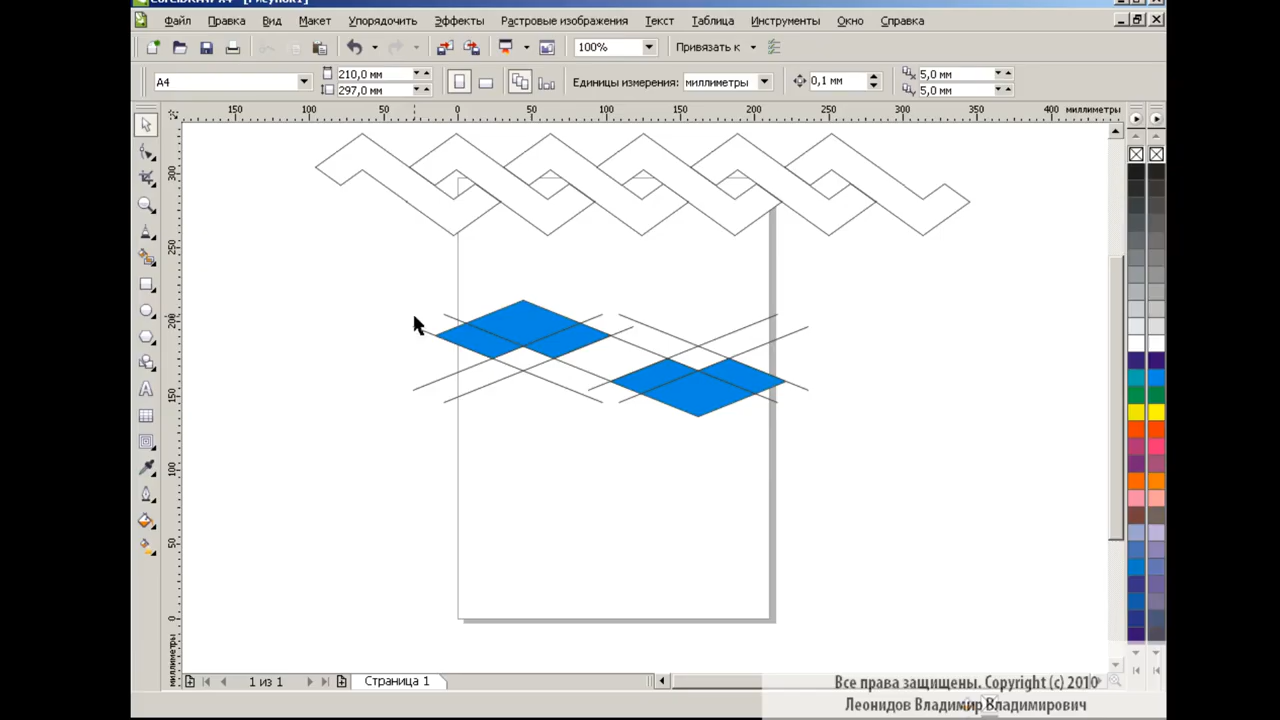 Файл Правка Вид Макет Упорядочить Эффекты Растровые изображения Текст Таблица Инструменты Окно Справка
100% Привязать к
A4 210,0 мм 297,0 мм Единицы измерения: миллиметры 0,1 мм 5,0 мм 5,0 мм
150 100 50 0 50 100 150 200 250 300 350 400 миллиметры
300
250
200
150
100
50
0
миллиметры
1 из 1 Страница 1
Все права защищены. Copyright (c) 2010
Леонидов Владимир Владимирович